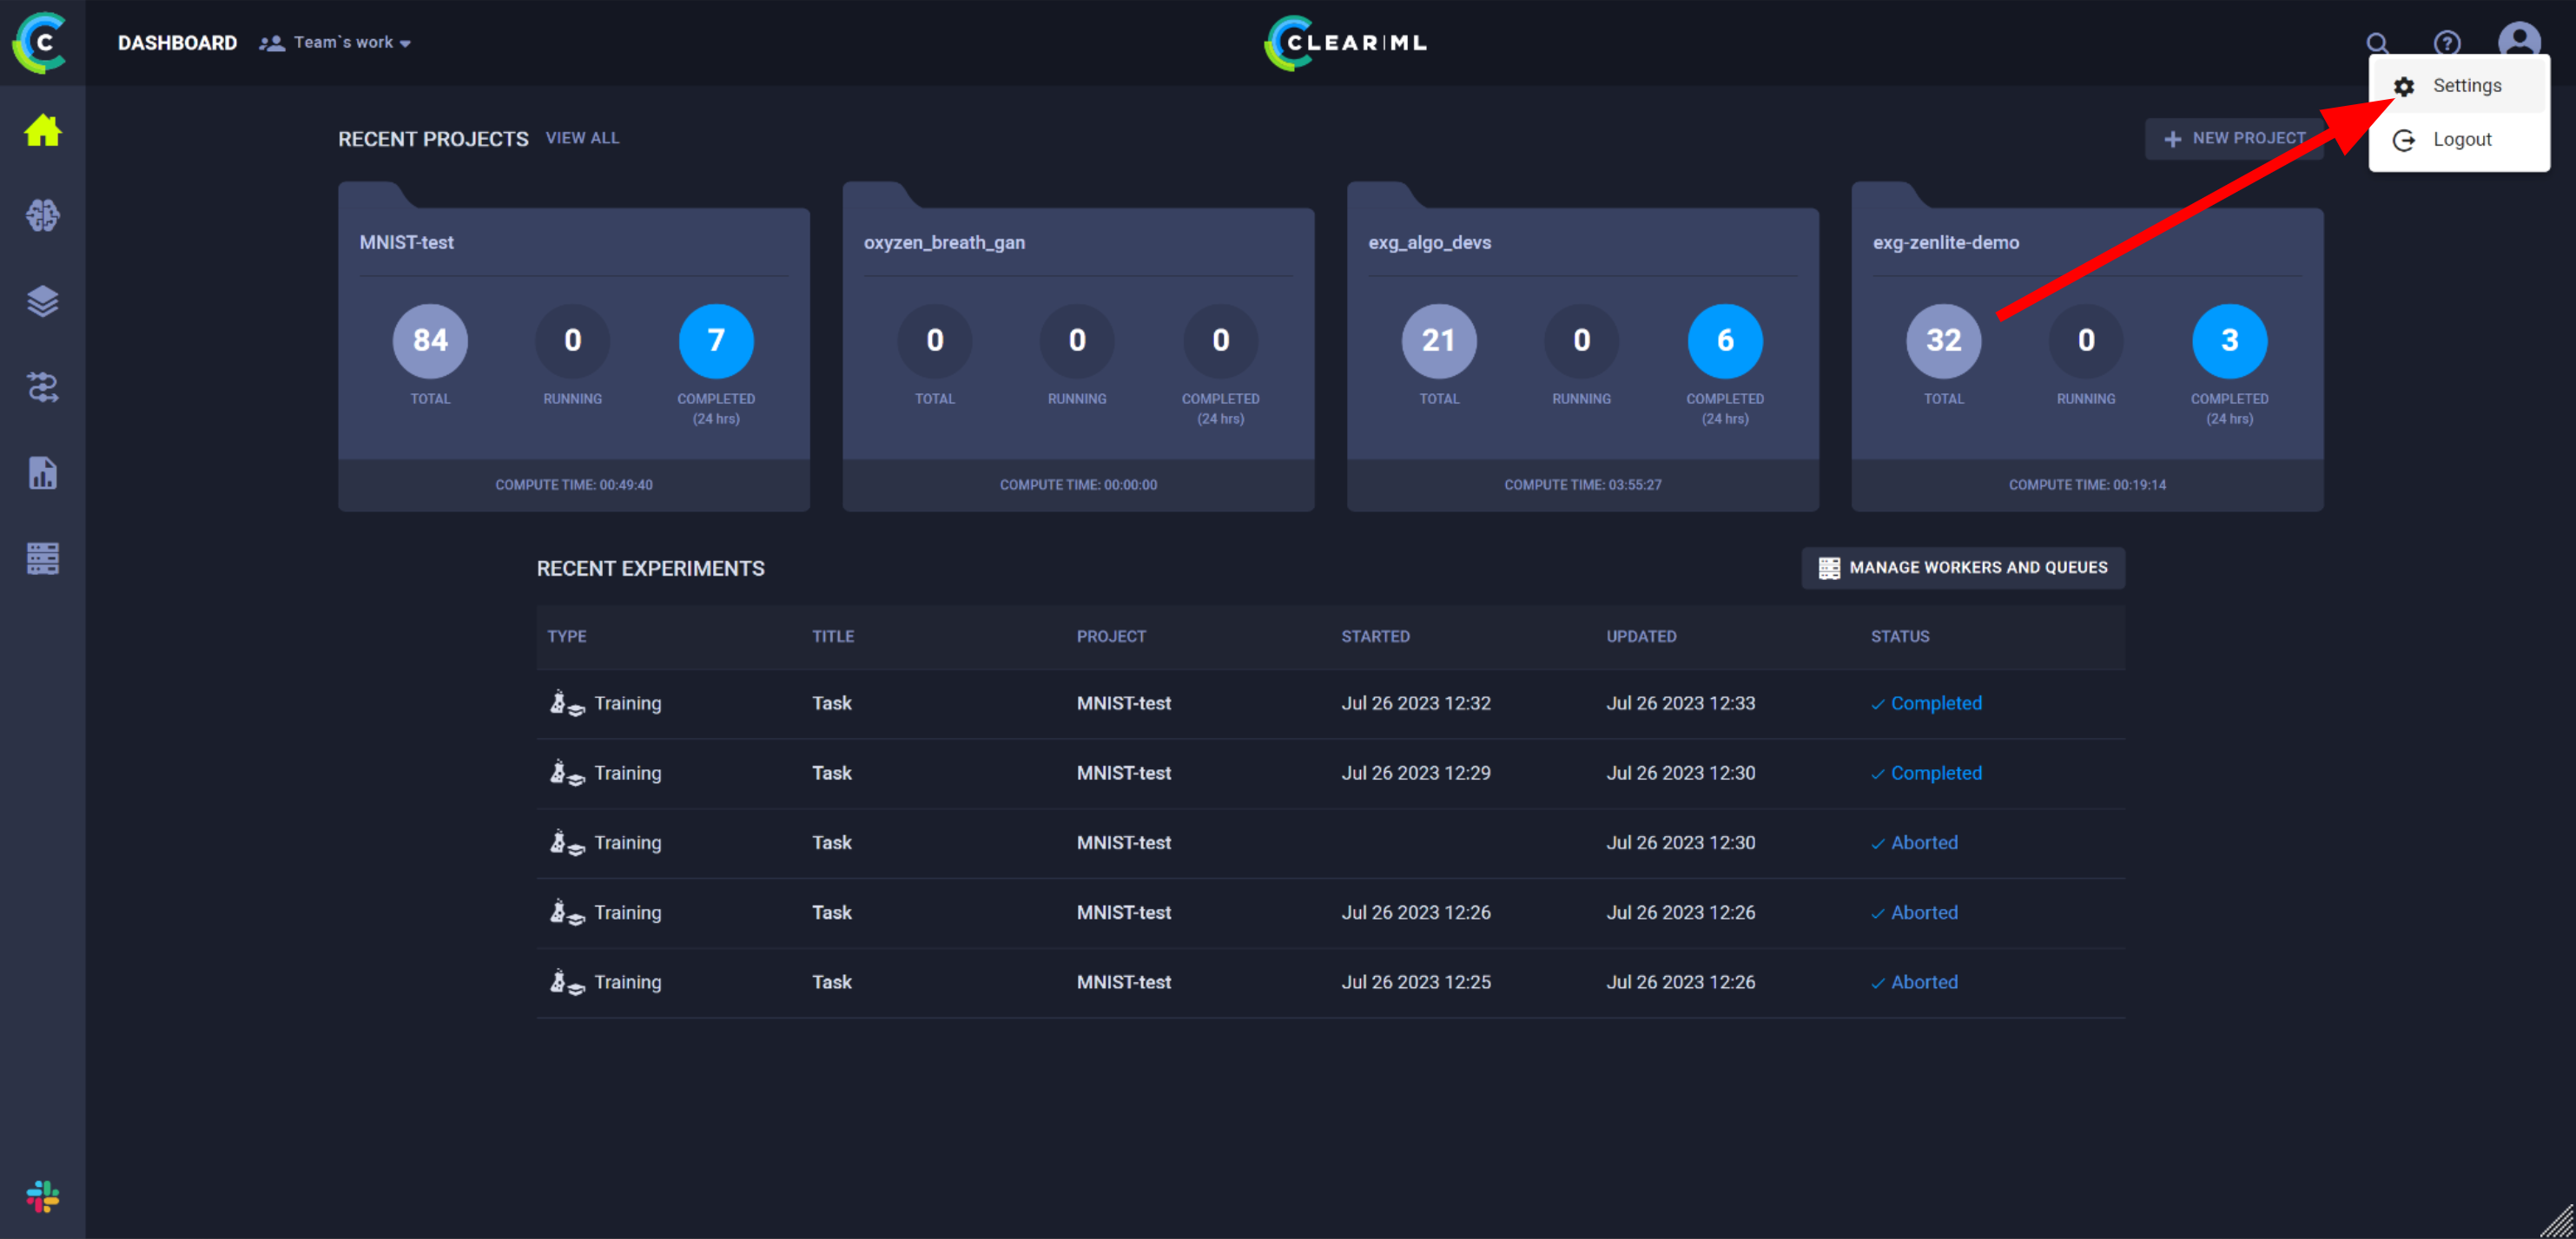 C
DASHBOARD Team`s work
CLEAR|ML
?
Settings
Logout
RECENT PROJECTS VIEW ALL
+ NEW PROJECT
MNIST-test
84 0 7
TOTAL RUNNING COMPLETED
(24 hrs)
COMPUTE TIME: 00:49:40
oxyzen_breath_gan
0 0 0
TOTAL RUNNING COMPLETED
(24 hrs)
COMPUTE TIME: 00:00:00
exg_algo_devs
21 0 6
TOTAL RUNNING COMPLETED
(24 hrs)
COMPUTE TIME: 03:55:27
exg-zenlite-demo
32 0 3
TOTAL RUNNING COMPLETED
(24 hrs)
COMPUTE TIME: 00:19:14
RECENT EXPERIMENTS
MANAGE WORKERS AND QUEUES
TYPE TITLE PROJECT STARTED UPDATED STATUS
Training Task MNIST-test Jul 26 2023 12:32 Jul 26 2023 12:33 Completed
Training Task MNIST-test Jul 26 2023 12:29 Jul 26 2023 12:30 Completed
Training Task MNIST-test Jul 26 2023 12:30 Aborted
Training Task MNIST-test Jul 26 2023 12:26 Jul 26 2023 12:26 Aborted
Training Task MNIST-test Jul 26 2023 12:25 Jul 26 2023 12:26 Aborted